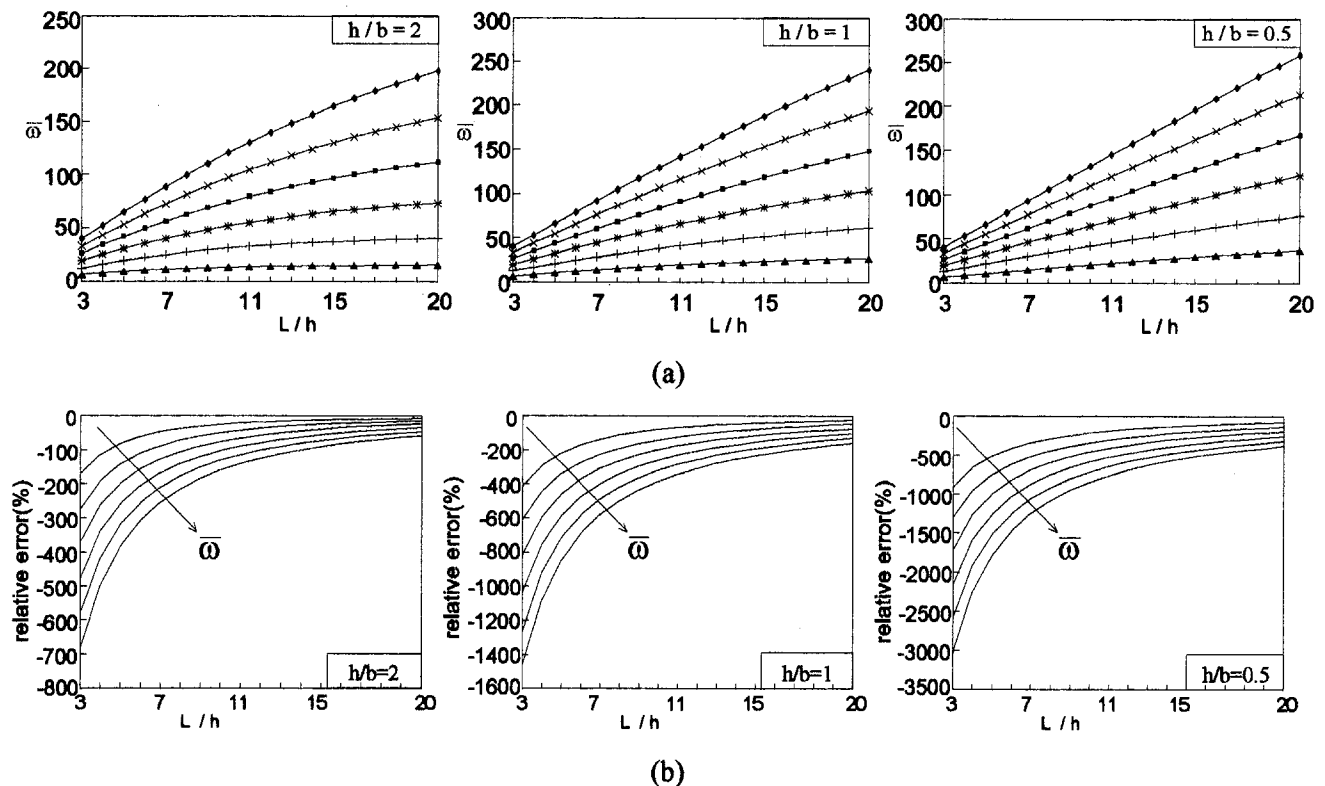 250
200
150
100
50
0
ω̅
h / b = 2
3 7 11 15 20
L / h
300
250
200
150
100
50
0
ω̅
h / b = 1
3 7 11 15 20
L / h
300
250
200
150
100
50
0
ω̅
h / b = 0.5
3 7 11 15 20
L / h
(a)
0
-100
-200
-300
-400
-500
-600
-700
-800
relative error(%)
ω̅
h/b=2
3 7 11 15 20
L / h
0
-200
-400
-600
-800
-1000
-1200
-1400
-1600
relative error(%)
ω̅
h/b=1
3 7 11 15 20
L / h
0
-500
-1000
-1500
-2000
-2500
-3000
-3500
relative error(%)
ω̅
h/b=0.5
3 7 11 15 20
L / h
(b)